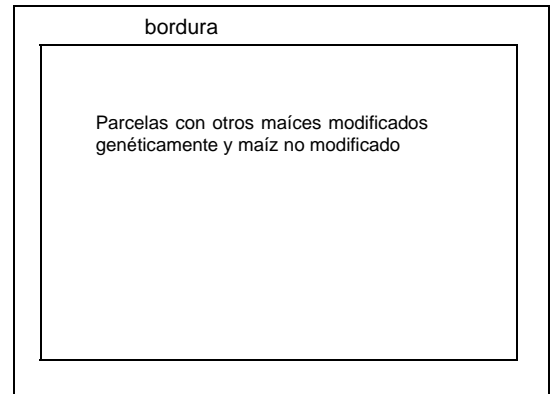 bordura
Parcelas con otros maíces modificados
genéticamente y maíz no modificado